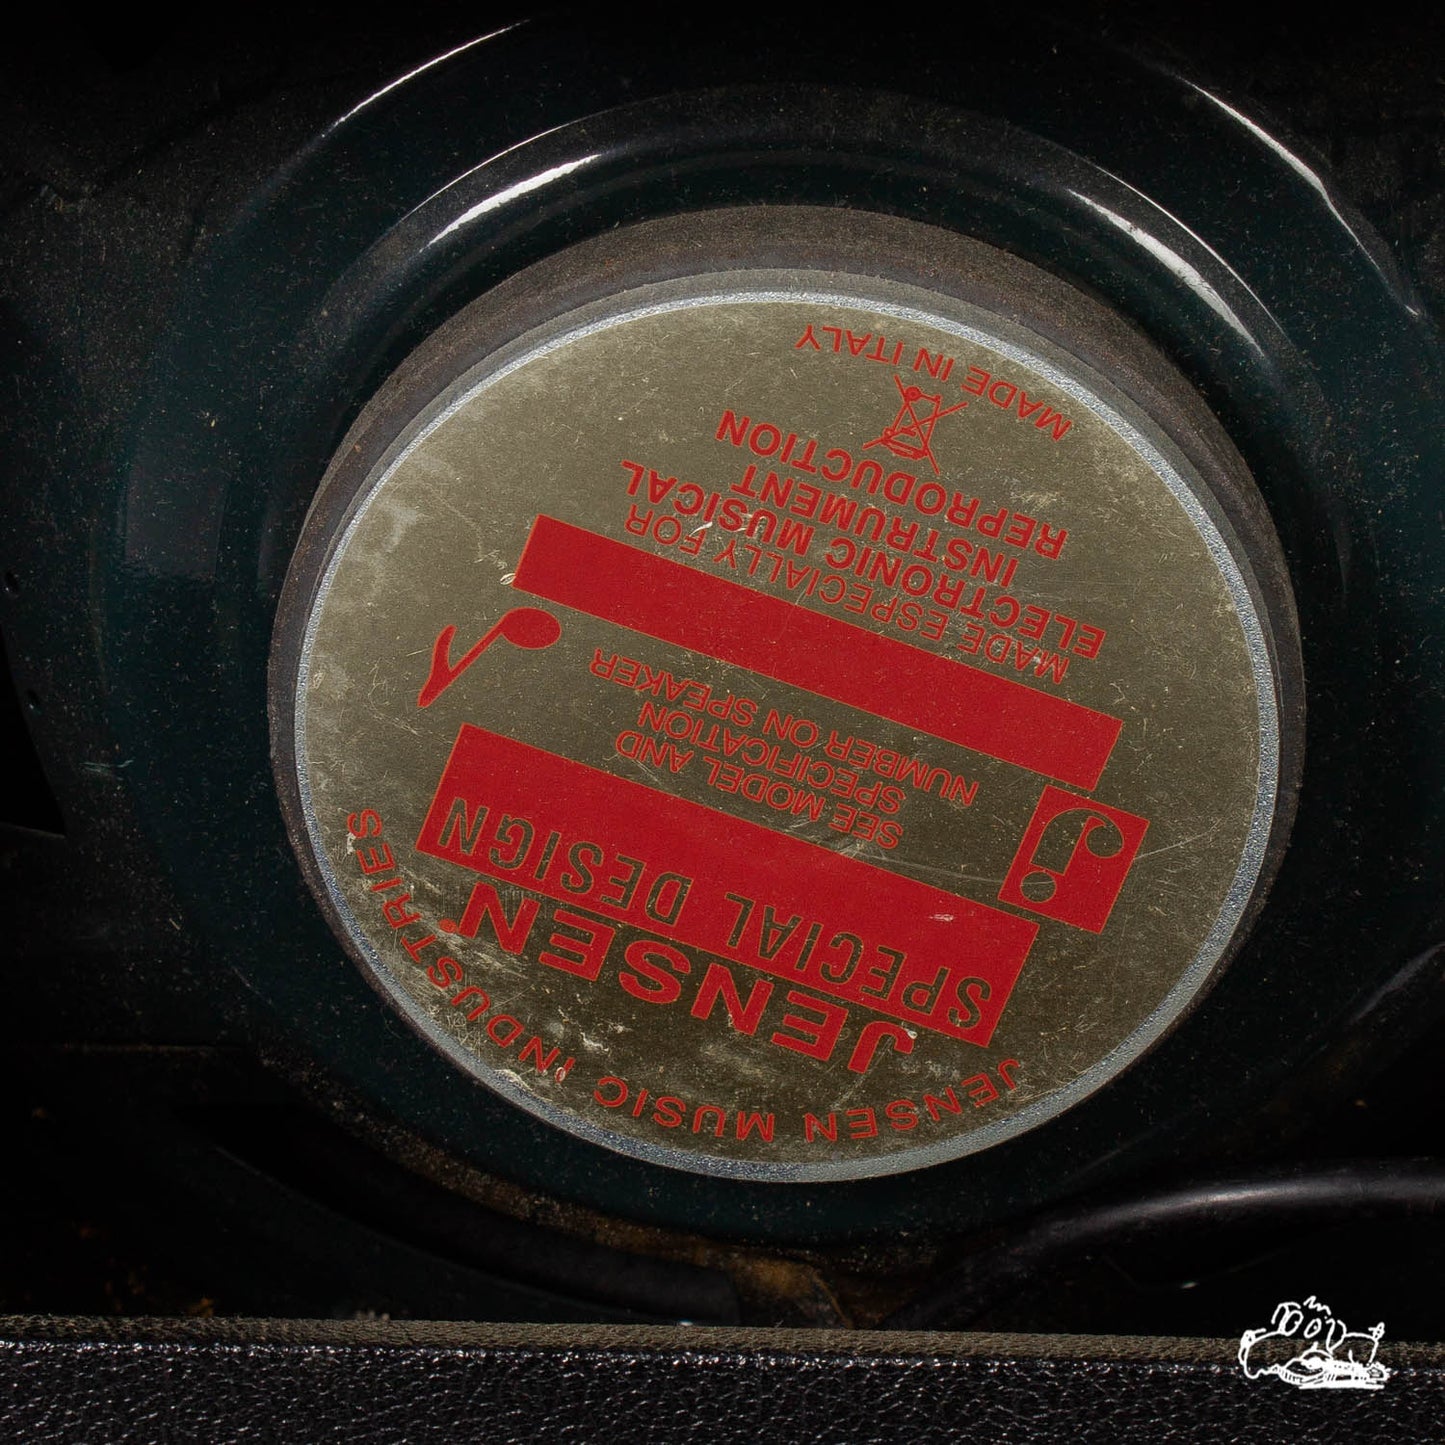 JENSEN MUSIC INDUSTRIES
JENSEN
SPECIAL DESIGN
SEE MODEL AND
SPECIFICATION
NUMBER ON SPEAKER
MADE ESPECIALLY FOR
ELECTRONIC MUSICAL
INSTRUMENT
REPRODUCTION
MADE IN ITALY